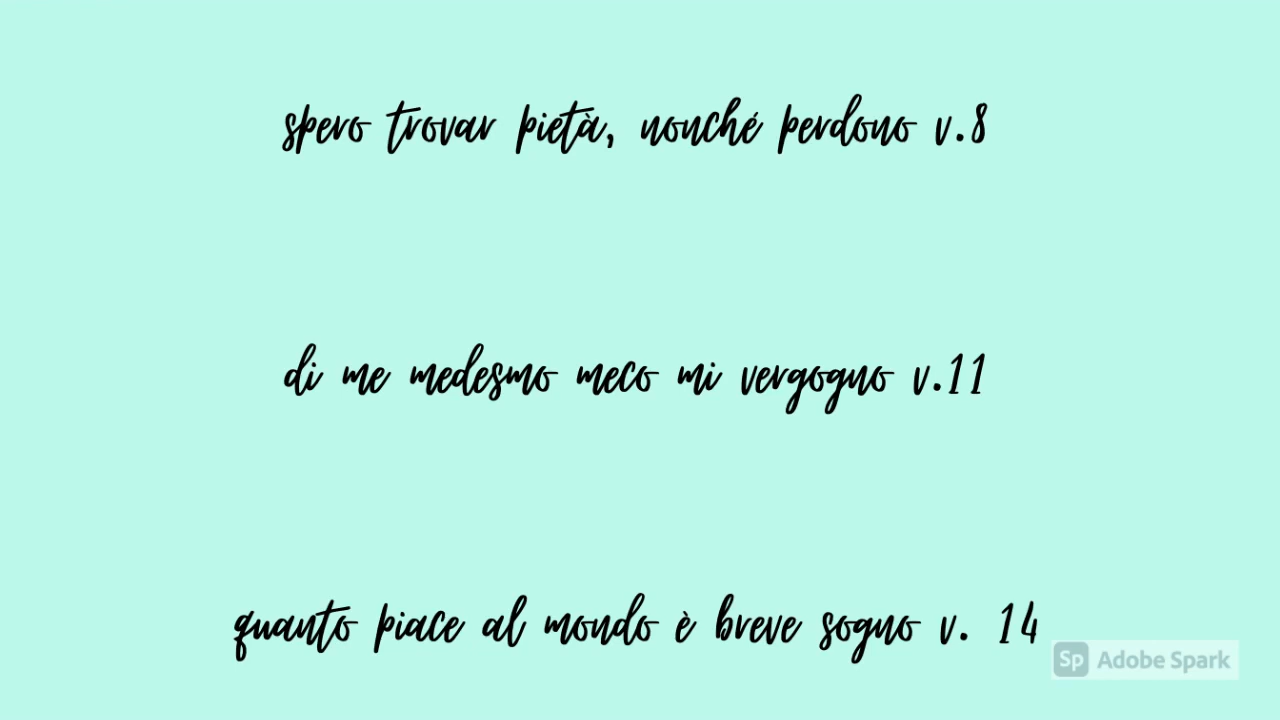 spero trovar pietà, nonché perdono v.8
di me medesmo meco mi vergogno v.11
quanto piace al mondo è breve sogno v. 14
Sp Adobe Spark